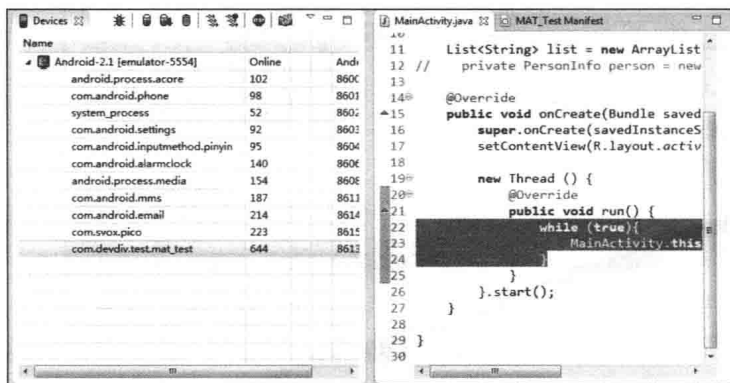 Devices
Name
Android-2.1 [emulator-5554] Online
android.process.acore 102 8600
com.android.phone 98 8601
system_process 52 8602
com.android.settings 92 8603
com.android.inputmethod.pinyin 95 8604
com.android.alarmclock 140 8606
android.process.media 154 8608
com.android.mms 187 8611
com.android.email 214 8614
com.svox.pico 223 8615
com.devdiv.test.mat_test 644 8613
MainActivity.java MAT_Test Manifest
10
11 List<String> list = new ArrayList
12 // private PersonInfo person = new
13
14 @Override
15 public void onCreate(Bundle saved
16 super.onCreate(savedInstanceS
17 setContentView(R.layout.activ
18
19 new Thread () {
20 @Override
21 public void run() {
22 while (true){
23 MainActivity.this
24 }
25 }
26 }.start();
27 }
28
29 }
30